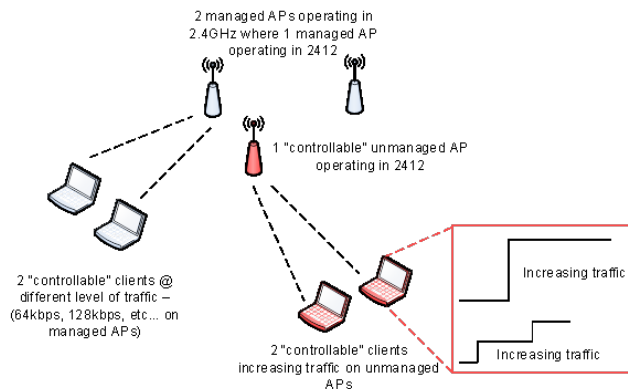 2 managed APs operating in
2.4GHz where 1 managed AP
operating in 2412
1 "controllable" unmanaged AP
operating in 2412
2 "controllable" clients @
different level of traffic –
(64kbps, 128kbps, etc... on
managed APs)
Increasing traffic
Increasing traffic
2 "controllable" clients
increasing traffic on unmanaged
APs